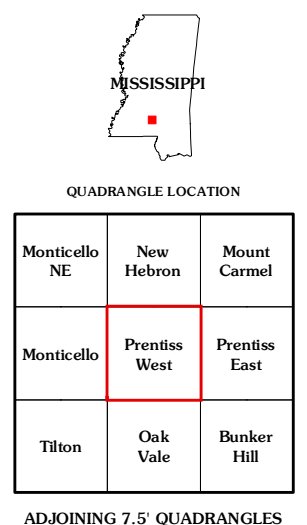 MISSISSIPPI
QUADRANGLE LOCATION
Monticello
NE
New
Hebron
Mount
Carmel
Monticello
Prentiss
West
Prentiss
East
Tilton
Oak
Vale
Bunker
Hill
ADJOINING 7.5' QUADRANGLES